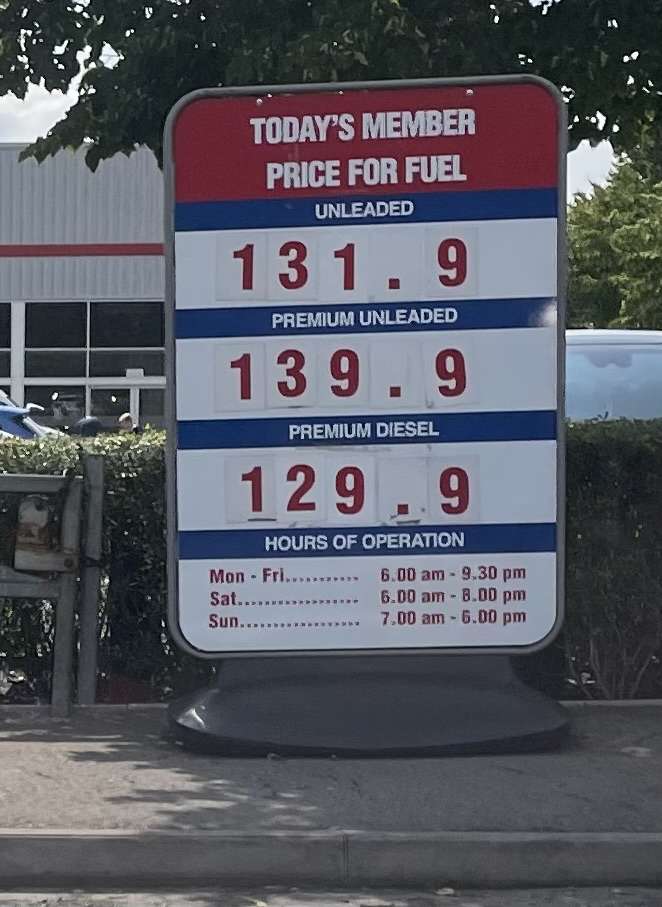 TODAY'S MEMBER
PRICE FOR FUEL
UNLEADED
131.9
PREMIUM UNLEADED
139.9
PREMIUM DIESEL
129.9
HOURS OF OPERATION
Mon - Fri........... 6.00 am - 9.30 pm
Sat.................. 6.00 am - 8.00 pm
Sun.................. 7.00 am - 6.00 pm